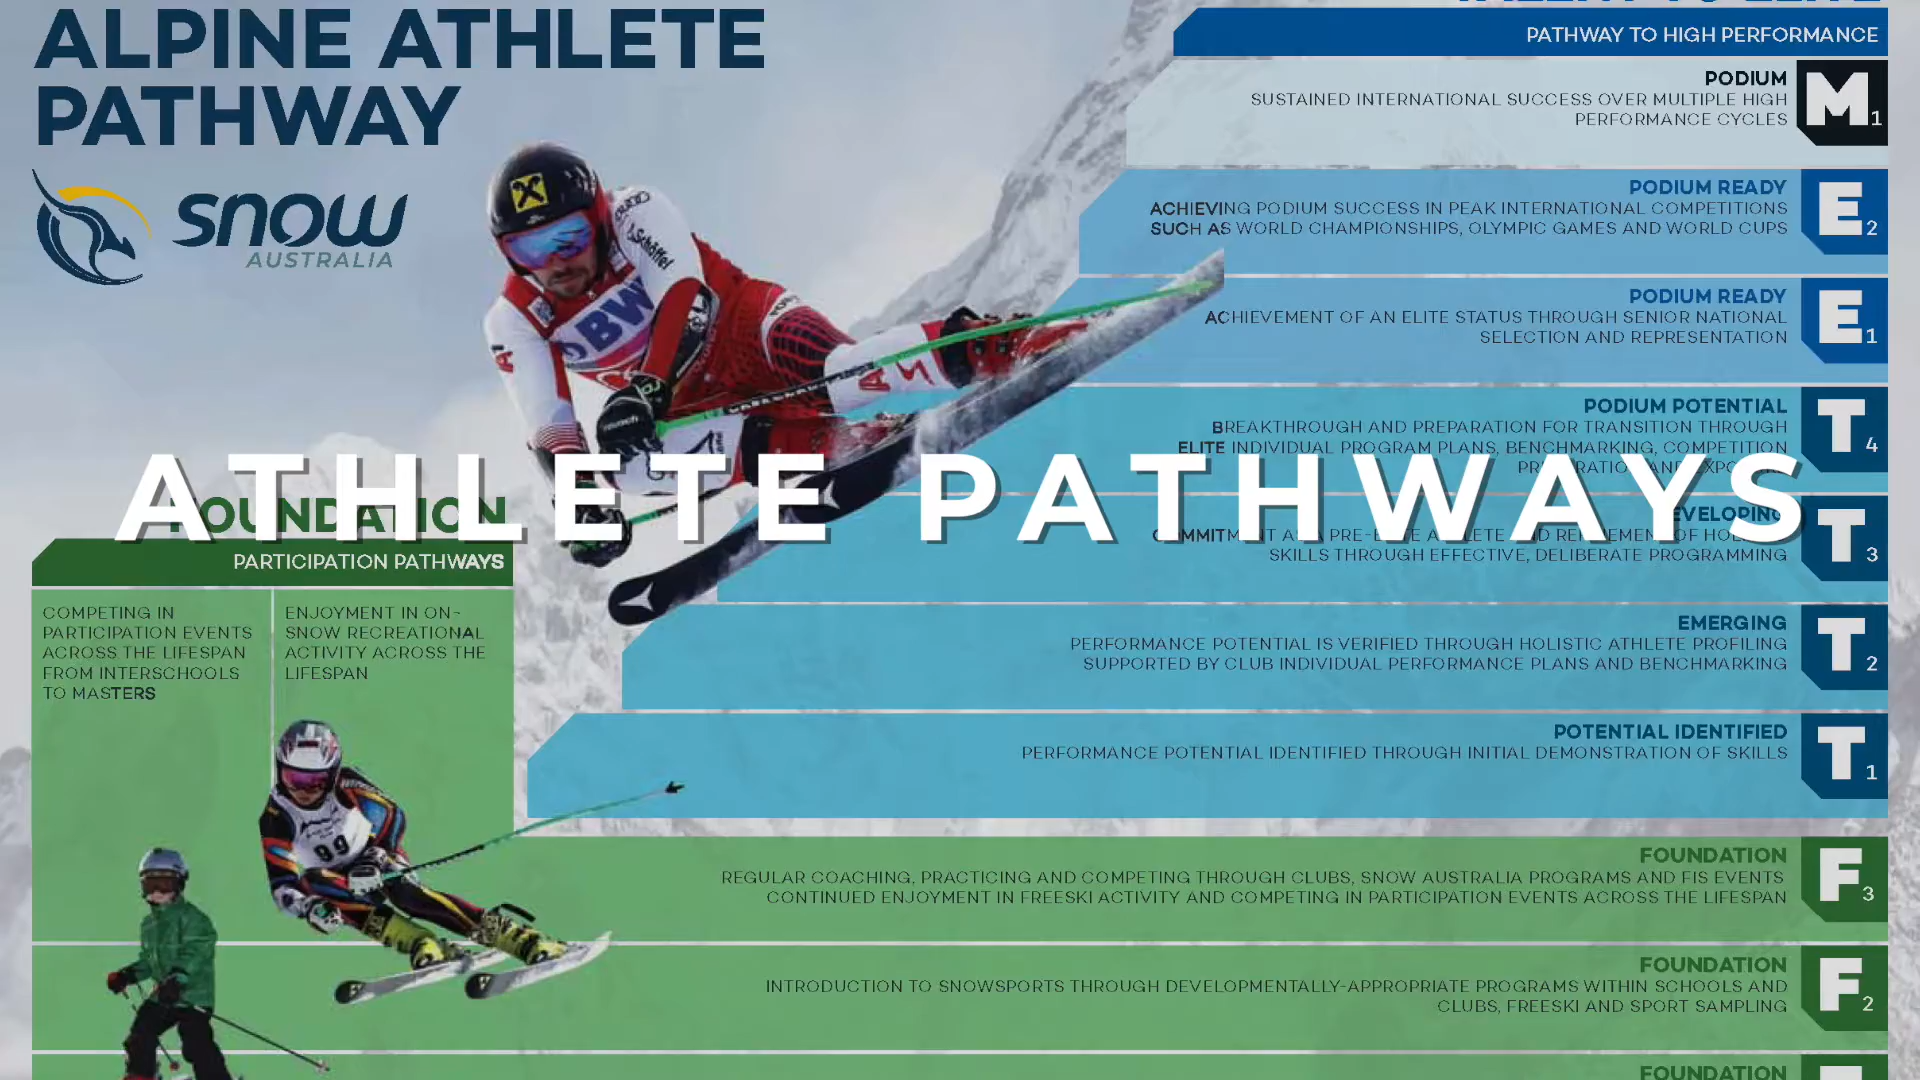 ALPINE ATHLETE
PATHWAY
snow
AUSTRALIA
PATHWAY TO HIGH PERFORMANCE
PODIUM
SUSTAINED INTERNATIONAL SUCCESS OVER MULTIPLE HIGH
PERFORMANCE CYCLES
M1
PODIUM READY
ACHIEVING PODIUM SUCCESS IN PEAK INTERNATIONAL COMPETITIONS
SUCH AS WORLD CHAMPIONSHIPS, OLYMPIC GAMES AND WORLD CUPS
E2
PODIUM READY
ACHIEVEMENT OF AN ELITE STATUS THROUGH SENIOR NATIONAL
SELECTION AND REPRESENTATION
E1
PODIUM POTENTIAL
BREAKTHROUGH AND PREPARATION FOR TRANSITION THROUGH
ELITE INDIVIDUAL PROGRAM PLANS, BENCHMARKING, COMPETITION
T4
ATHLETE PATHWAYS
T3
SKILLS THROUGH EFFECTIVE, DELIBERATE PROGRAMMING
EMERGING
PERFORMANCE POTENTIAL IS VERIFIED THROUGH HOLISTIC ATHLETE PROFILING
SUPPORTED BY CLUB INDIVIDUAL PERFORMANCE PLANS AND BENCHMARKING
T2
POTENTIAL IDENTIFIED
PERFORMANCE POTENTIAL IDENTIFIED THROUGH INITIAL DEMONSTRATION OF SKILLS
T1
FOUNDATION
PARTICIPATION PATHWAYS
COMPETING IN
PARTICIPATION EVENTS
ACROSS THE LIFESPAN
FROM INTERSCHOOLS
TO MASTERS
ENJOYMENT IN ON-
SNOW RECREATIONAL
ACTIVITY ACROSS THE
LIFESPAN
FOUNDATION
REGULAR COACHING, PRACTICING AND COMPETING THROUGH CLUBS, SNOW AUSTRALIA PROGRAMS AND FIS EVENTS
CONTINUED ENJOYMENT IN FREESKI ACTIVITY AND COMPETING IN PARTICIPATION EVENTS ACROSS THE LIFESPAN
F3
FOUNDATION
INTRODUCTION TO SNOWSPORTS THROUGH DEVELOPMENTALLY-APPROPRIATE PROGRAMS WITHIN SCHOOLS AND
CLUBS, FREESKI AND SPORT SAMPLING
F2
FOUNDATION
BW
Schöffel
99